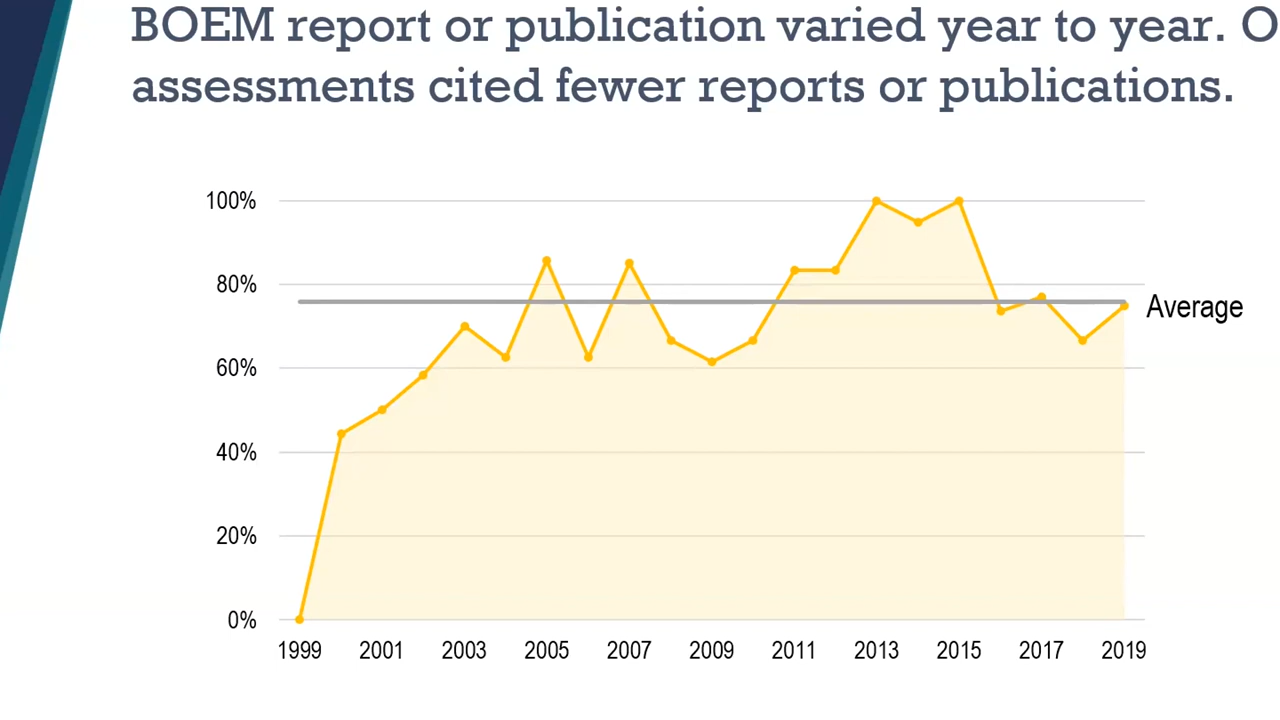 BOEM report or publication varied year to year. O
assessments cited fewer reports or publications.
100%
80%
Average
60%
40%
20%
0%
1999 2001 2003 2005 2007 2009 2011 2013 2015 2017 2019